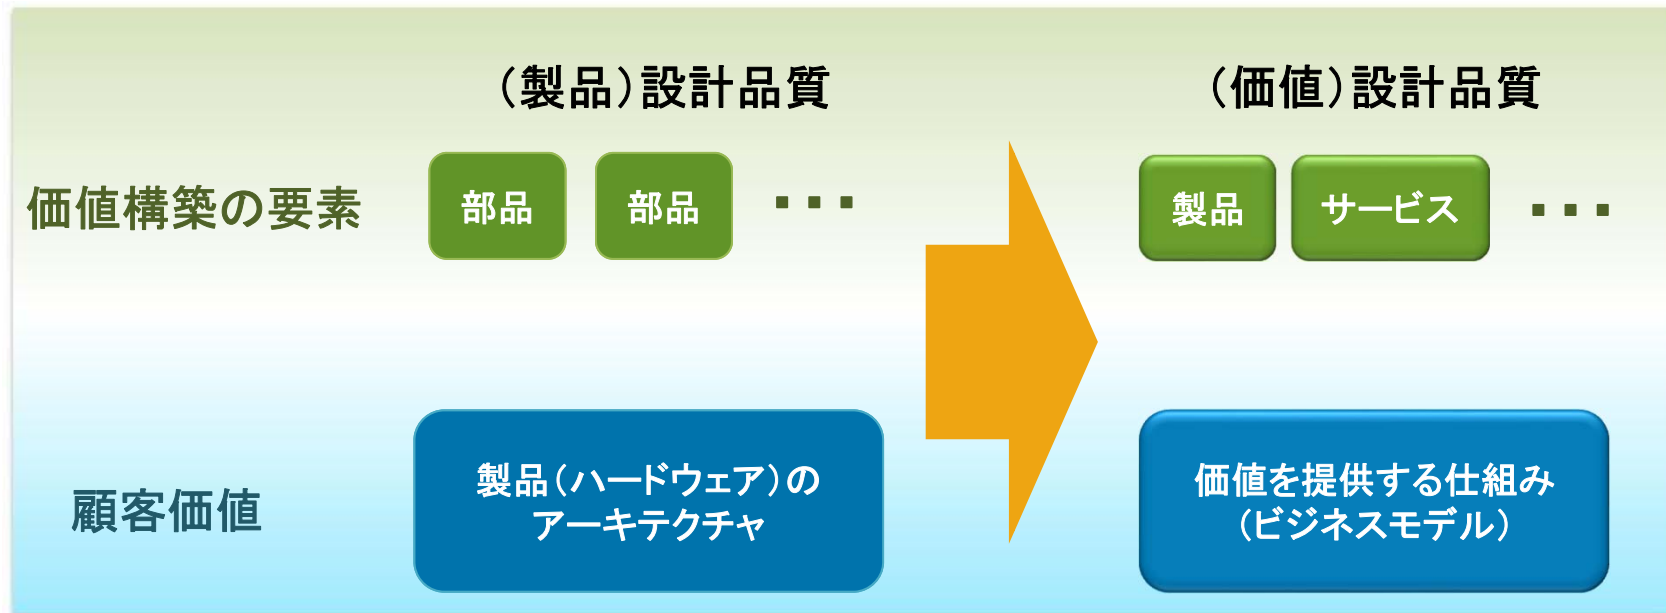 （製品）設計品質
（価値）設計品質
価値構築の要素
部品
部品
・・・
製品
サービス
・・・
顧客価値
製品（ハードウェア）の
アーキテクチャ
価値を提供する仕組み
（ビジネスモデル）